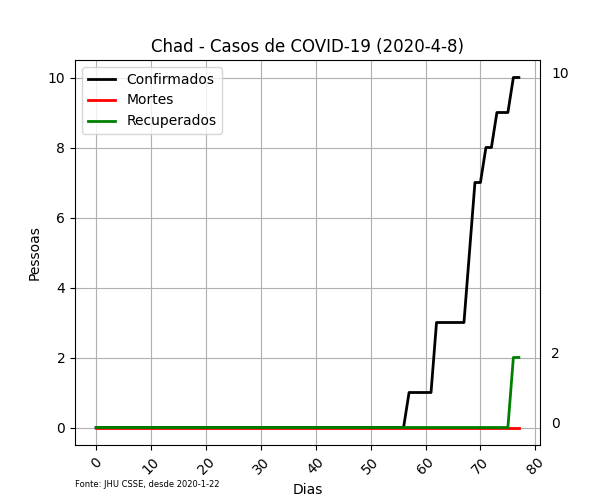 Chad - Casos de COVID-19 (2020-4-8)
Confirmados
Mortes
Recuperados
10
8
6
4
2
0
Pessoas
10
2
0
0
10
20
30
40
50
60
70
80
Dias
Fonte: JHU CSSE, desde 2020-1-22